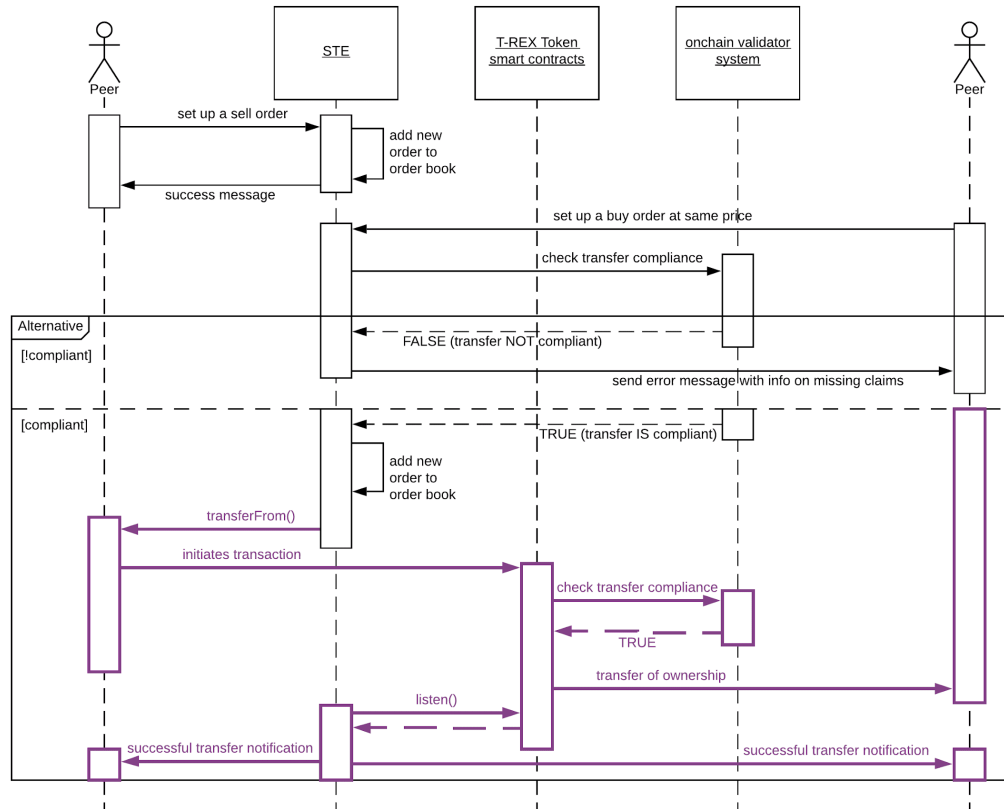 STE
T-REX Token
smart contracts
onchain validator
system
Peer
Peer
set up a sell order
add new
order to
order book
success message
set up a buy order at same price
check transfer compliance
Alternative
FALSE (transfer NOT compliant)
[!compliant]
send error message with info on missing claims
[compliant]
TRUE (transfer IS compliant)
add new
order to
order book
transferFrom()
initiates transaction
check transfer compliance
TRUE
transfer of ownership
listen()
successful transfer notification
successful transfer notification